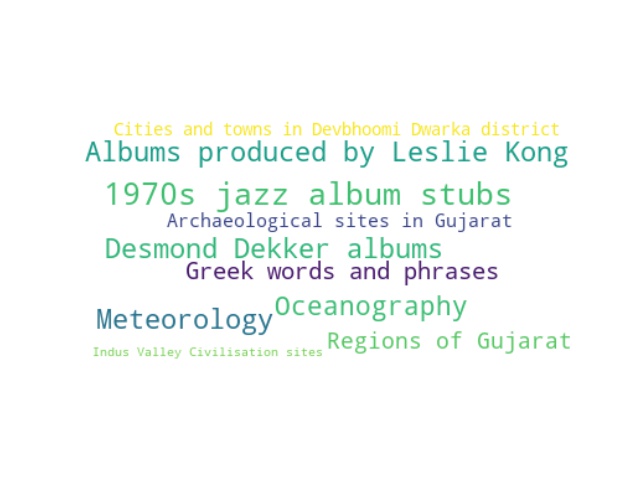 Cities and towns in Devbhoomi Dwarka district
Albums produced by Leslie Kong
1970s jazz album stubs
Archaeological sites in Gujarat
Desmond Dekker albums
Greek words and phrases
Oceanography
Meteorology
Regions of Gujarat
Indus Valley Civilisation sites